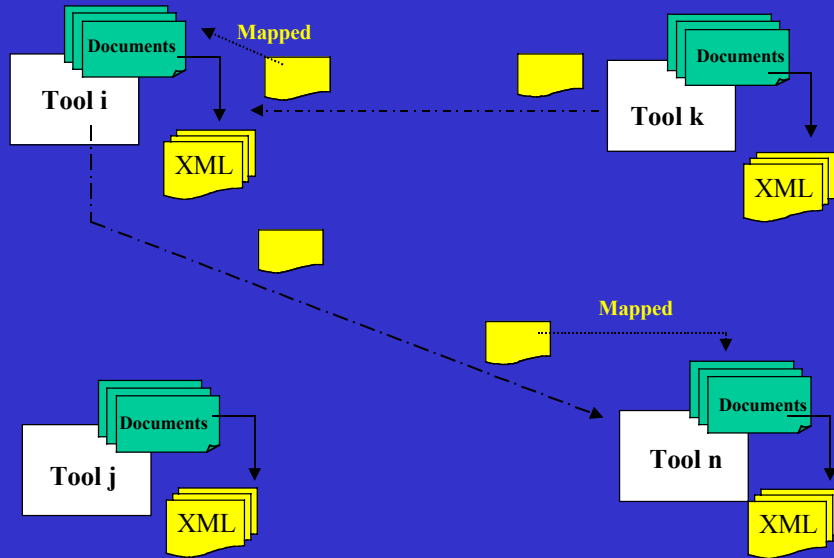 Documents
Mapped
Tool i
XML
Documents
Tool k
XML
Mapped
Documents
Tool j
XML
Documents
Tool n
XML